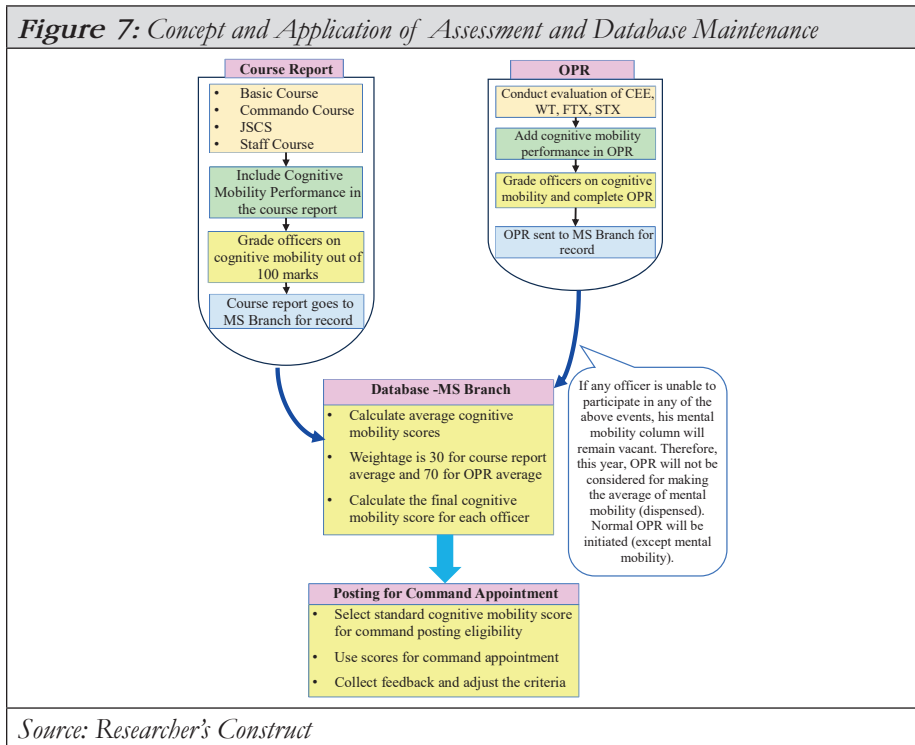 Figure 7: Concept and Application of Assessment and Database Maintenance
Course Report
• Basic Course
• Commando Course
• JSCS
• Staff Course
Include Cognitive
Mobility Performance in
the course report
Grade officers on
cognitive mobility out of
100 marks
Course report goes to
MS Branch for record
OPR
Conduct evaluation of CEE,
WT, FTX, STX
Add cognitive mobility
performance in OPR
Grade officers on cognitive
mobility and complete OPR
OPR sent to MS Branch for
record
If any officer is unable to
participate in any of the
above events, his mental
mobility column will
remain vacant. Therefore,
this year, OPR will not be
considered for making
the average of mental
mobility (dispensed).
Normal OPR will be
initiated (except mental
mobility).
Database -MS Branch
• Calculate average cognitive
mobility scores
• Weightage is 30 for course report
average and 70 for OPR average
• Calculate the final cognitive
mobility score for each officer
Posting for Command Appointment
• Select standard cognitive mobility score
for command posting eligibility
• Use scores for command appointment
• Collect feedback and adjust the criteria
Source: Researcher's Construct